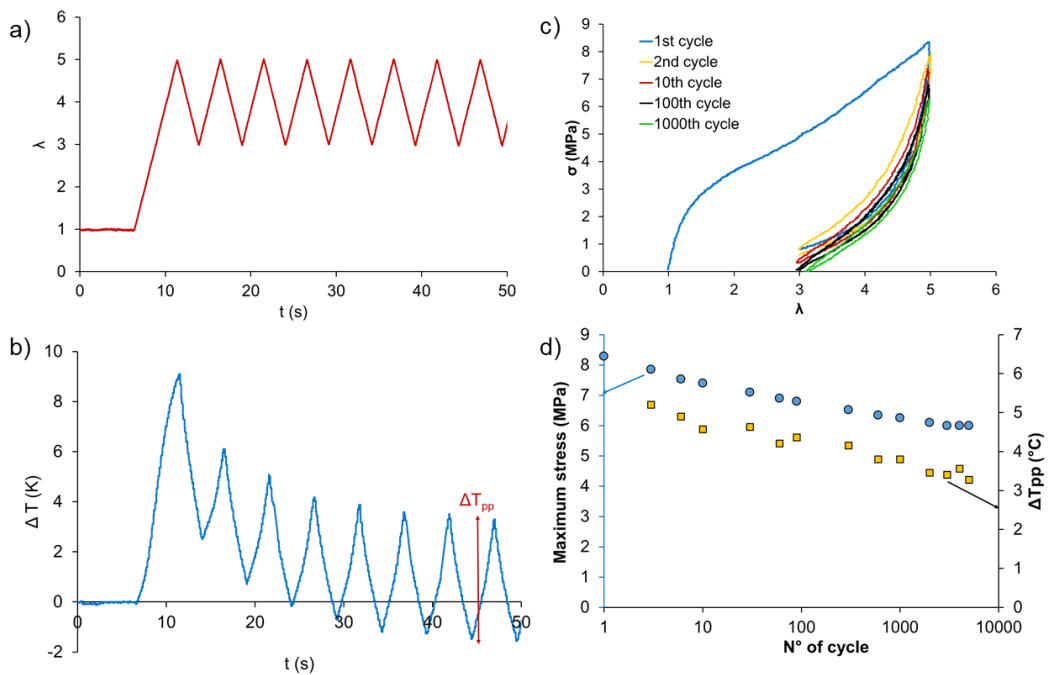 a)
6
5
4
3
2
1
0
λ
0 10 20 30 40 50
t (s)
c)
9
8
7
6
5
4
3
2
1
0
σ (MPa)
1st cycle
2nd cycle
10th cycle
100th cycle
1000th cycle
0 1 2 3 4 5 6
λ
b)
10
8
6
4
2
0
-2
ΔT (K)
ΔTpp
0 10 20 30 40 50
t (s)
d)
9
8
7
6
5
4
3
2
1
0
Maximum stress (MPa)
7
6
5
4
3
2
1
0
ΔTpp (°C)
1 10 100 1000 10000
N° of cycle